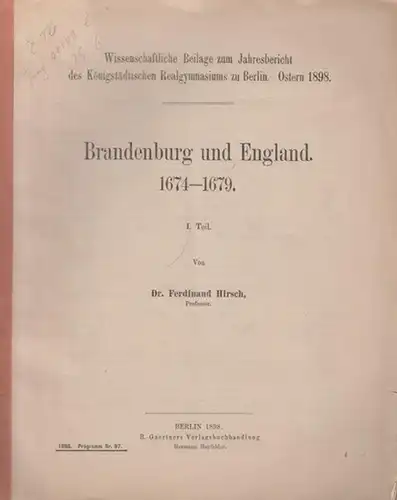 Wissenschaftliche Beilage zum Jahresbericht
des Königstädtischen Realgymnasiums zu Berlin. Ostern 1898.
Brandenburg und England.
1674—1679.
I. Teil.
Von
Dr. Ferdinand Hirsch,
Professor.
BERLIN 1898.
R. Gaertners Verlagsbuchhandlung
Hermann Heyfelder.
1898. Programm Nr. 97.